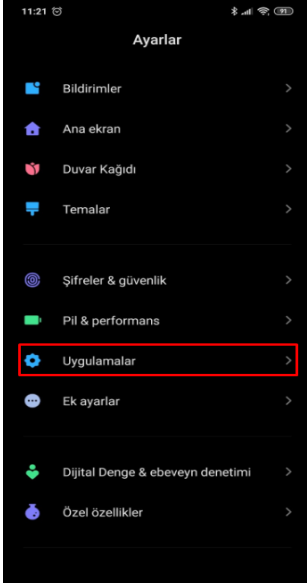 11:21 91
Ayarlar
Bildirimler
Ana ekran
Duvar Kağıdı
Temalar
Şifreler & güvenlik
Pil & performans
Uygulamalar
Ek ayarlar
Dijital Denge & ebeveyn denetimi
Özel özellikler